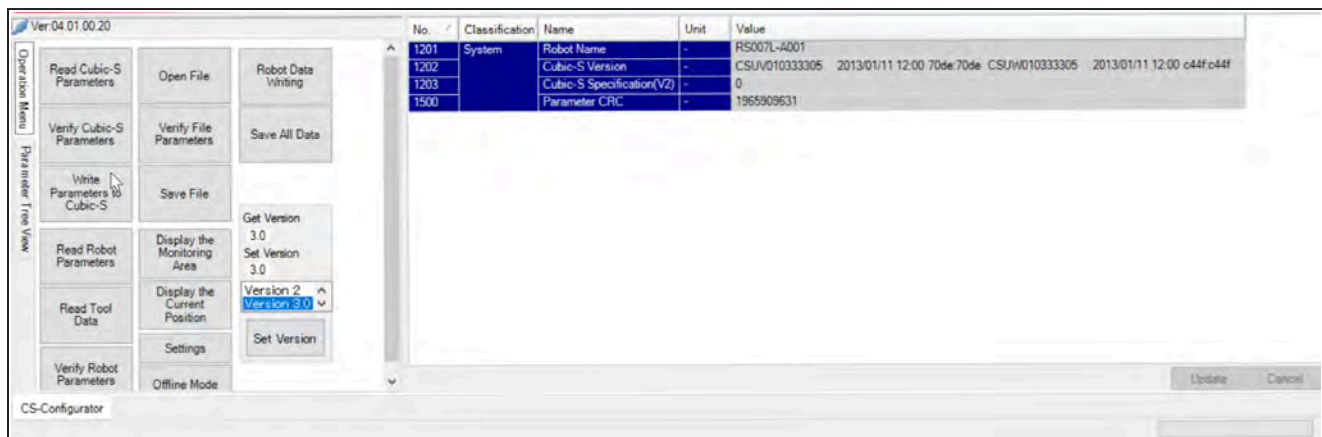 Ver:04.01.00.20
Operation Menu
Parameter Tree View
Read Cubic-S
Parameters
Open File
Robot Data
Writing
Verify Cubic-S
Parameters
Verify File
Parameters
Save All Data
Write
Parameters to
Cubic-S
Save File
Get Version
3.0
Set Version
3.0
Read Robot
Parameters
Display the
Monitoring
Area
Version 2
Version 3.0
Read Tool
Data
Display the
Current
Position
Set Version
Settings
Verify Robot
Parameters
Offline Mode
No. Classification Name Unit Value
1201 System Robot Name - RS007L-A001
1202 Cubic-S Version - CSUV010333305 2013/01/11 12:00 70de:70de CSUW010333305 2013/01/11 12:00 c44f:c44f
1203 Cubic-S Specification(V2) - 0
1500 Parameter CRC - 1965909631
Update Cancel
CS-Configurator